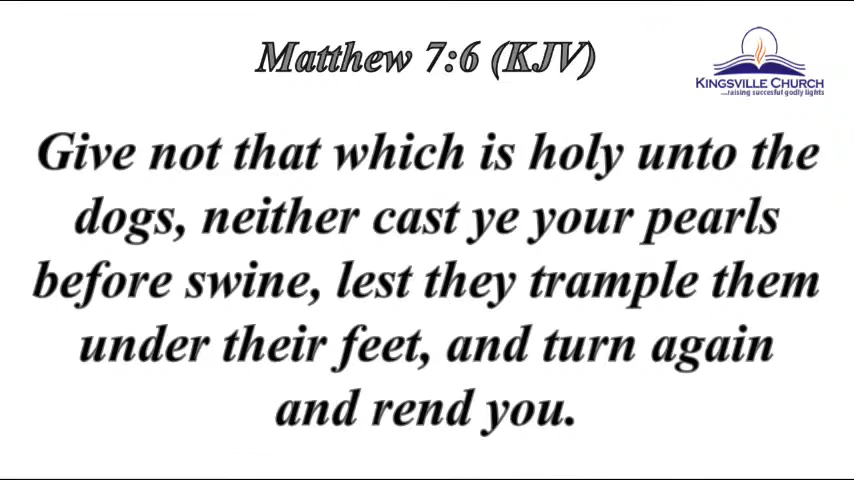 Matthew 7:6 (KJV)
KINGSVILLE CHURCH
...raising succesful godly lights
Give not that which is holy unto the
dogs, neither cast ye your pearls
before swine, lest they trample them
under their feet, and turn again
and rend you.